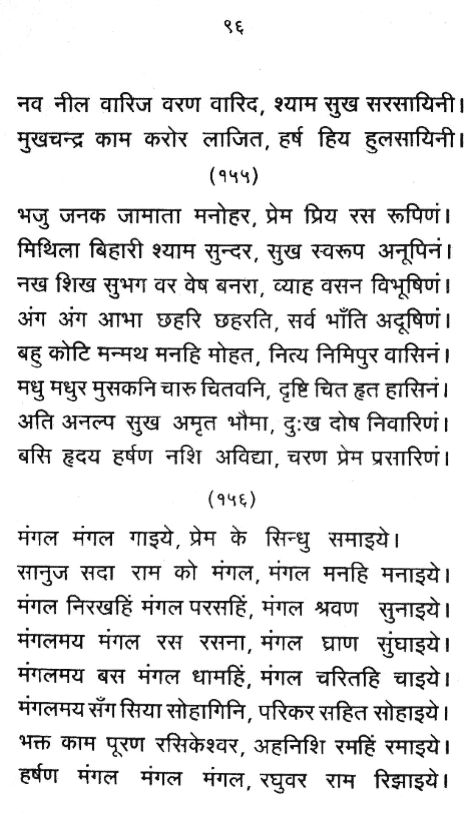 ९६
नव नील वारिज वरण वारिद, श्याम सुख सरसायिनी।
मुखचन्द्र काम करोर लाजित, हर्ष हिय हुलसायिनी।
(१५५)
भजु जनक जामाता मनोहर, प्रेम प्रिय रस रूपिणं।
मिथिला बिहारी श्याम सुन्दर, सुख स्वरूप अनूपिनं।
नख शिख सुभग वर वेष बनरा, व्याह वसन विभूषिणं।
अंग अंग आभा छहरि छहरति, सर्व भाँति अदूषिणं।
बहु कोटि मन्मथ मनहि मोहत, नित्य निमिपुर वासिनं।
मधु मधुर मुसकनि चारु चितवनि, दृष्टि चित हृत हासिनं।
अति अनल्प सुख अमृत भौमा, दुःख दोष निवारिणं।
बसि हृदय हर्षण नशि अविद्या, चरण प्रेम प्रसारिणं।
(१५६)
मंगल मंगल गाइये, प्रेम के सिन्धु समाइये।
सानुज सदा राम को मंगल, मंगल मनहि मनाइये।
मंगल निरखहिं मंगल परसहिं, मंगल श्रवण सुनाइये।
मंगलमय मंगल रस रसना, मंगल घ्राण सुंघाइये।
मंगलमय बस मंगल धामहिं, मंगल चरितहि चाइये।
मंगलमय सँग सिया सोहागिनि, परिकर सहित सोहाइये।
भक्त काम पूरण रसिकेश्वर, अहनिशि रमहिं रमाइये।
हर्षण मंगल मंगल मंगल, रघुवर राम रिझाइये।